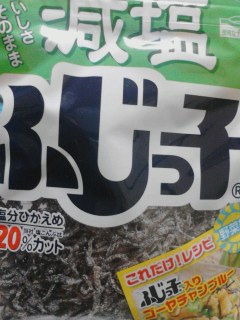 いしさ
そのまま
減塩
ふじっ子
®
塩分ひかえめ
20%カット
これだけ!レシピ
ふじっ子入り
ゴーヤチャンプルー